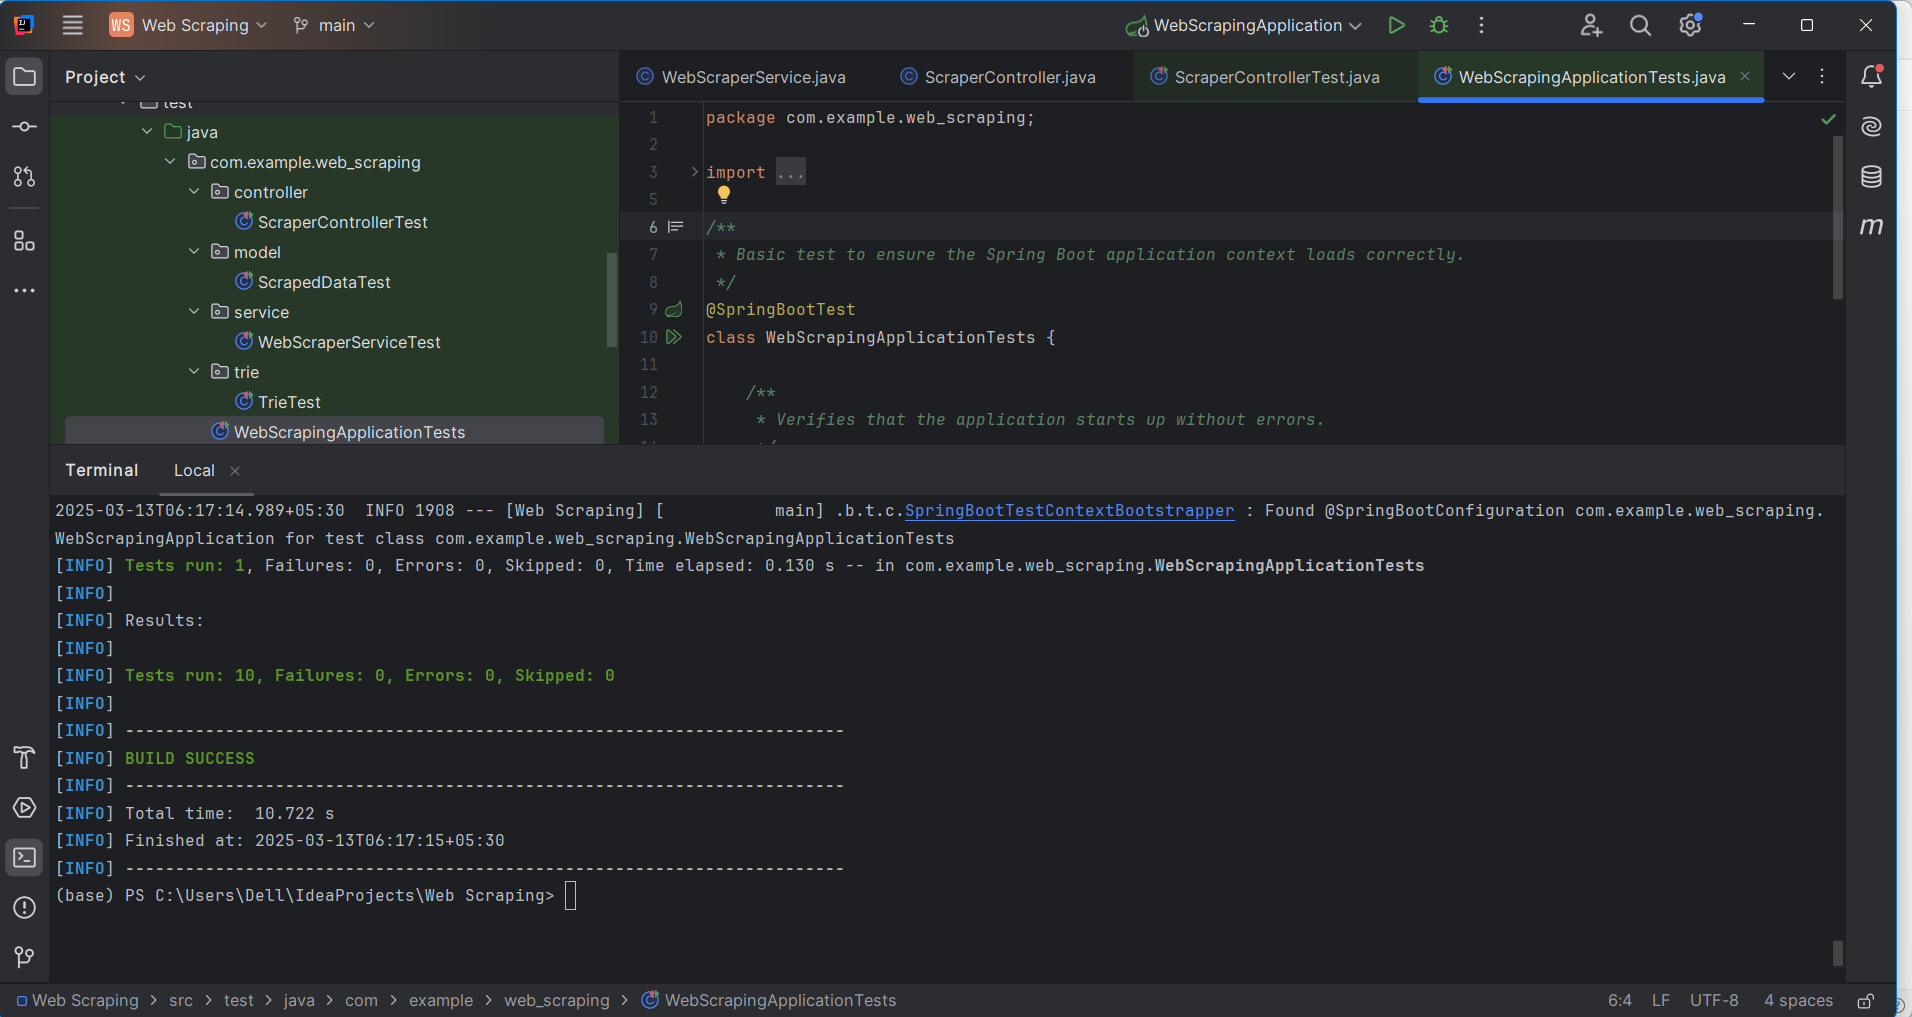 WS Web Scraping main WebScrapingApplication
Project
WebScraperService.java ScraperController.java ScraperControllerTest.java WebScrapingApplicationTests.java
test
java
com.example.web_scraping
controller
ScraperControllerTest
model
ScrapedDataTest
service
WebScraperServiceTest
trie
TrieTest
WebScrapingApplicationTests
1 package com.example.web_scraping;
2
3 import ...
5
6 /**
7 * Basic test to ensure the Spring Boot application context loads correctly.
8 */
9 @SpringBootTest
10 class WebScrapingApplicationTests {
11
12 /**
13 * Verifies that the application starts up without errors.
14 */
m
Terminal Local
2025-03-13T06:17:14.989+05:30  INFO 1908 --- [Web Scraping] [           main] .b.t.c.SpringBootTestContextBootstrapper : Found @SpringBootConfiguration com.example.web_scraping.
WebScrapingApplication for test class com.example.web_scraping.WebScrapingApplicationTests
[INFO] Tests run: 1, Failures: 0, Errors: 0, Skipped: 0, Time elapsed: 0.130 s -- in com.example.web_scraping.WebScrapingApplicationTests
[INFO]
[INFO] Results:
[INFO]
[INFO] Tests run: 10, Failures: 0, Errors: 0, Skipped: 0
[INFO]
[INFO] ------------------------------------------------------------------------
[INFO] BUILD SUCCESS
[INFO] ------------------------------------------------------------------------
[INFO] Total time:  10.722 s
[INFO] Finished at: 2025-03-13T06:17:15+05:30
[INFO] ------------------------------------------------------------------------
(base) PS C:\Users\Dell\IdeaProjects\Web Scraping>
Web Scraping > src > test > java > com > example > web_scraping > WebScrapingApplicationTests 6:4 LF UTF-8 4 spaces